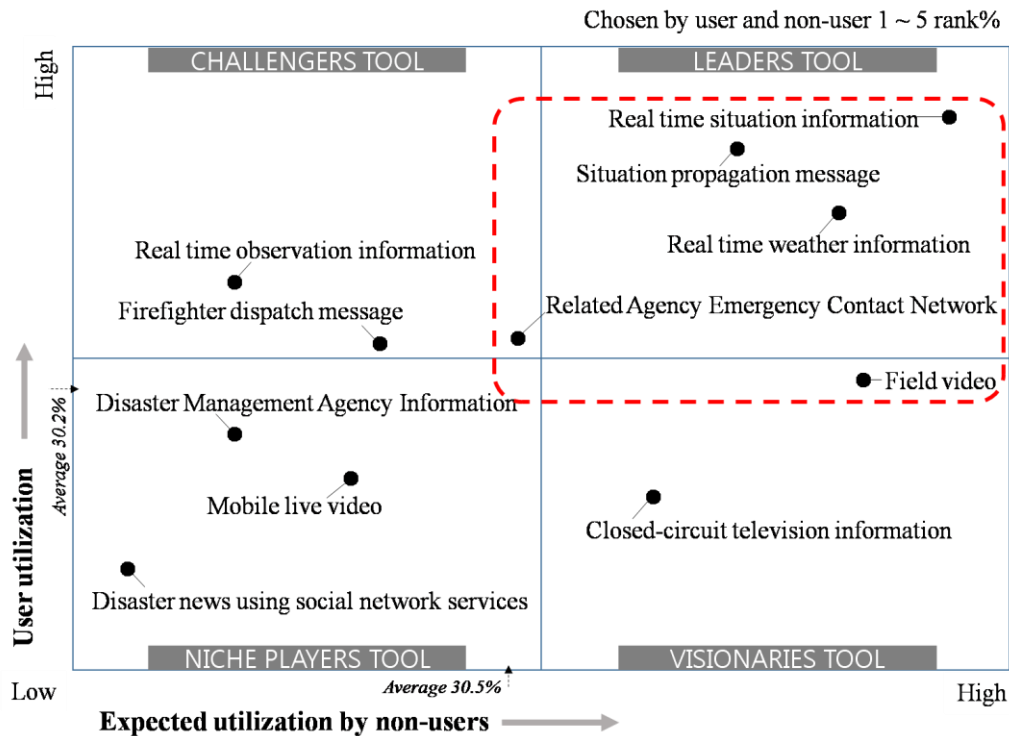 Chosen by user and non-user 1 ~ 5 rank%
High
CHALLENGERS TOOL
LEADERS TOOL
Real time situation information
Situation propagation message
Real time weather information
Real time observation information
Firefighter dispatch message
Related Agency Emergency Contact Network
Field video
Disaster Management Agency Information
Mobile live video
Closed-circuit television information
Disaster news using social network services
User utilization
Average 30.2%
NICHE PLAYERS TOOL
VISIONARIES TOOL
Low
Average 30.5%
High
Expected utilization by non-users